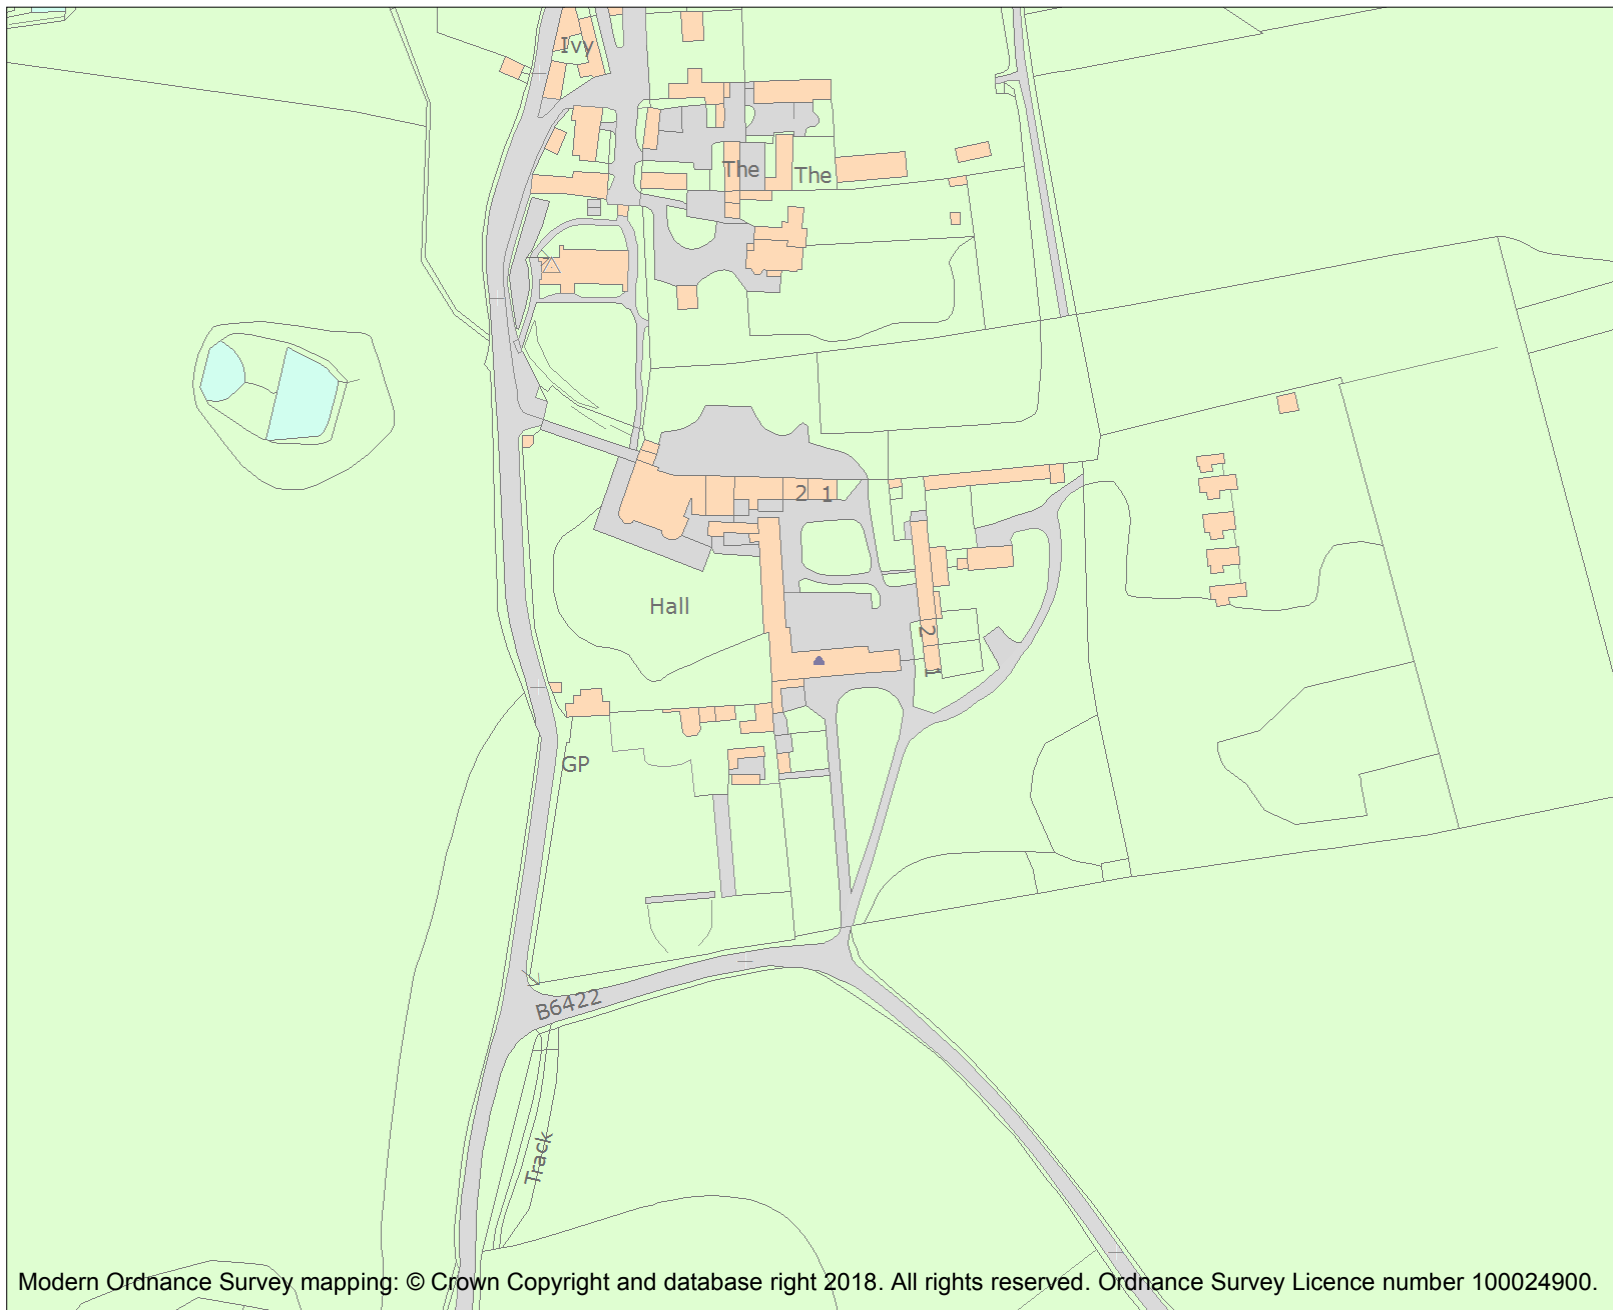 Ivy
The
The
2 1
Hall
2
1
GP
B6422
Track
Modern Ordnance Survey mapping: © Crown Copyright and database right 2018. All rights reserved. Ordnance Survey Licence number 100024900.